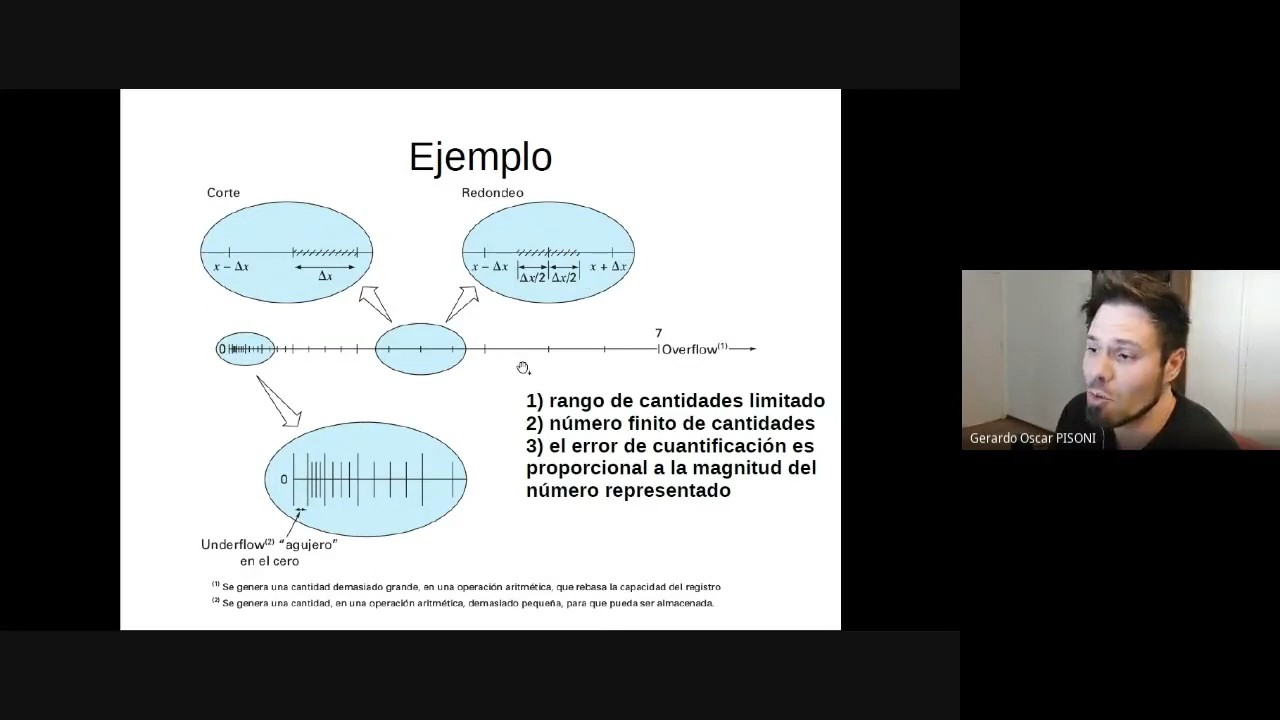 Ejemplo
Corte
Redondeo
x – Δx
Δx
x – Δx
Δx/2
Δx/2
x + Δx
0
7
Overflow(1)
1) rango de cantidades limitado
2) número finito de cantidades
3) el error de cuantificación es
proporcional a la magnitud del
número representado
0
Underflow(2) “agujero”
en el cero
(1) Se genera una cantidad demasiado grande, en una operación aritmética, que rebasa la capacidad del registro
(2) Se genera una cantidad, en una operación aritmética, demasiado pequeña, para que pueda ser almacenada.
Gerardo Oscar PISONI